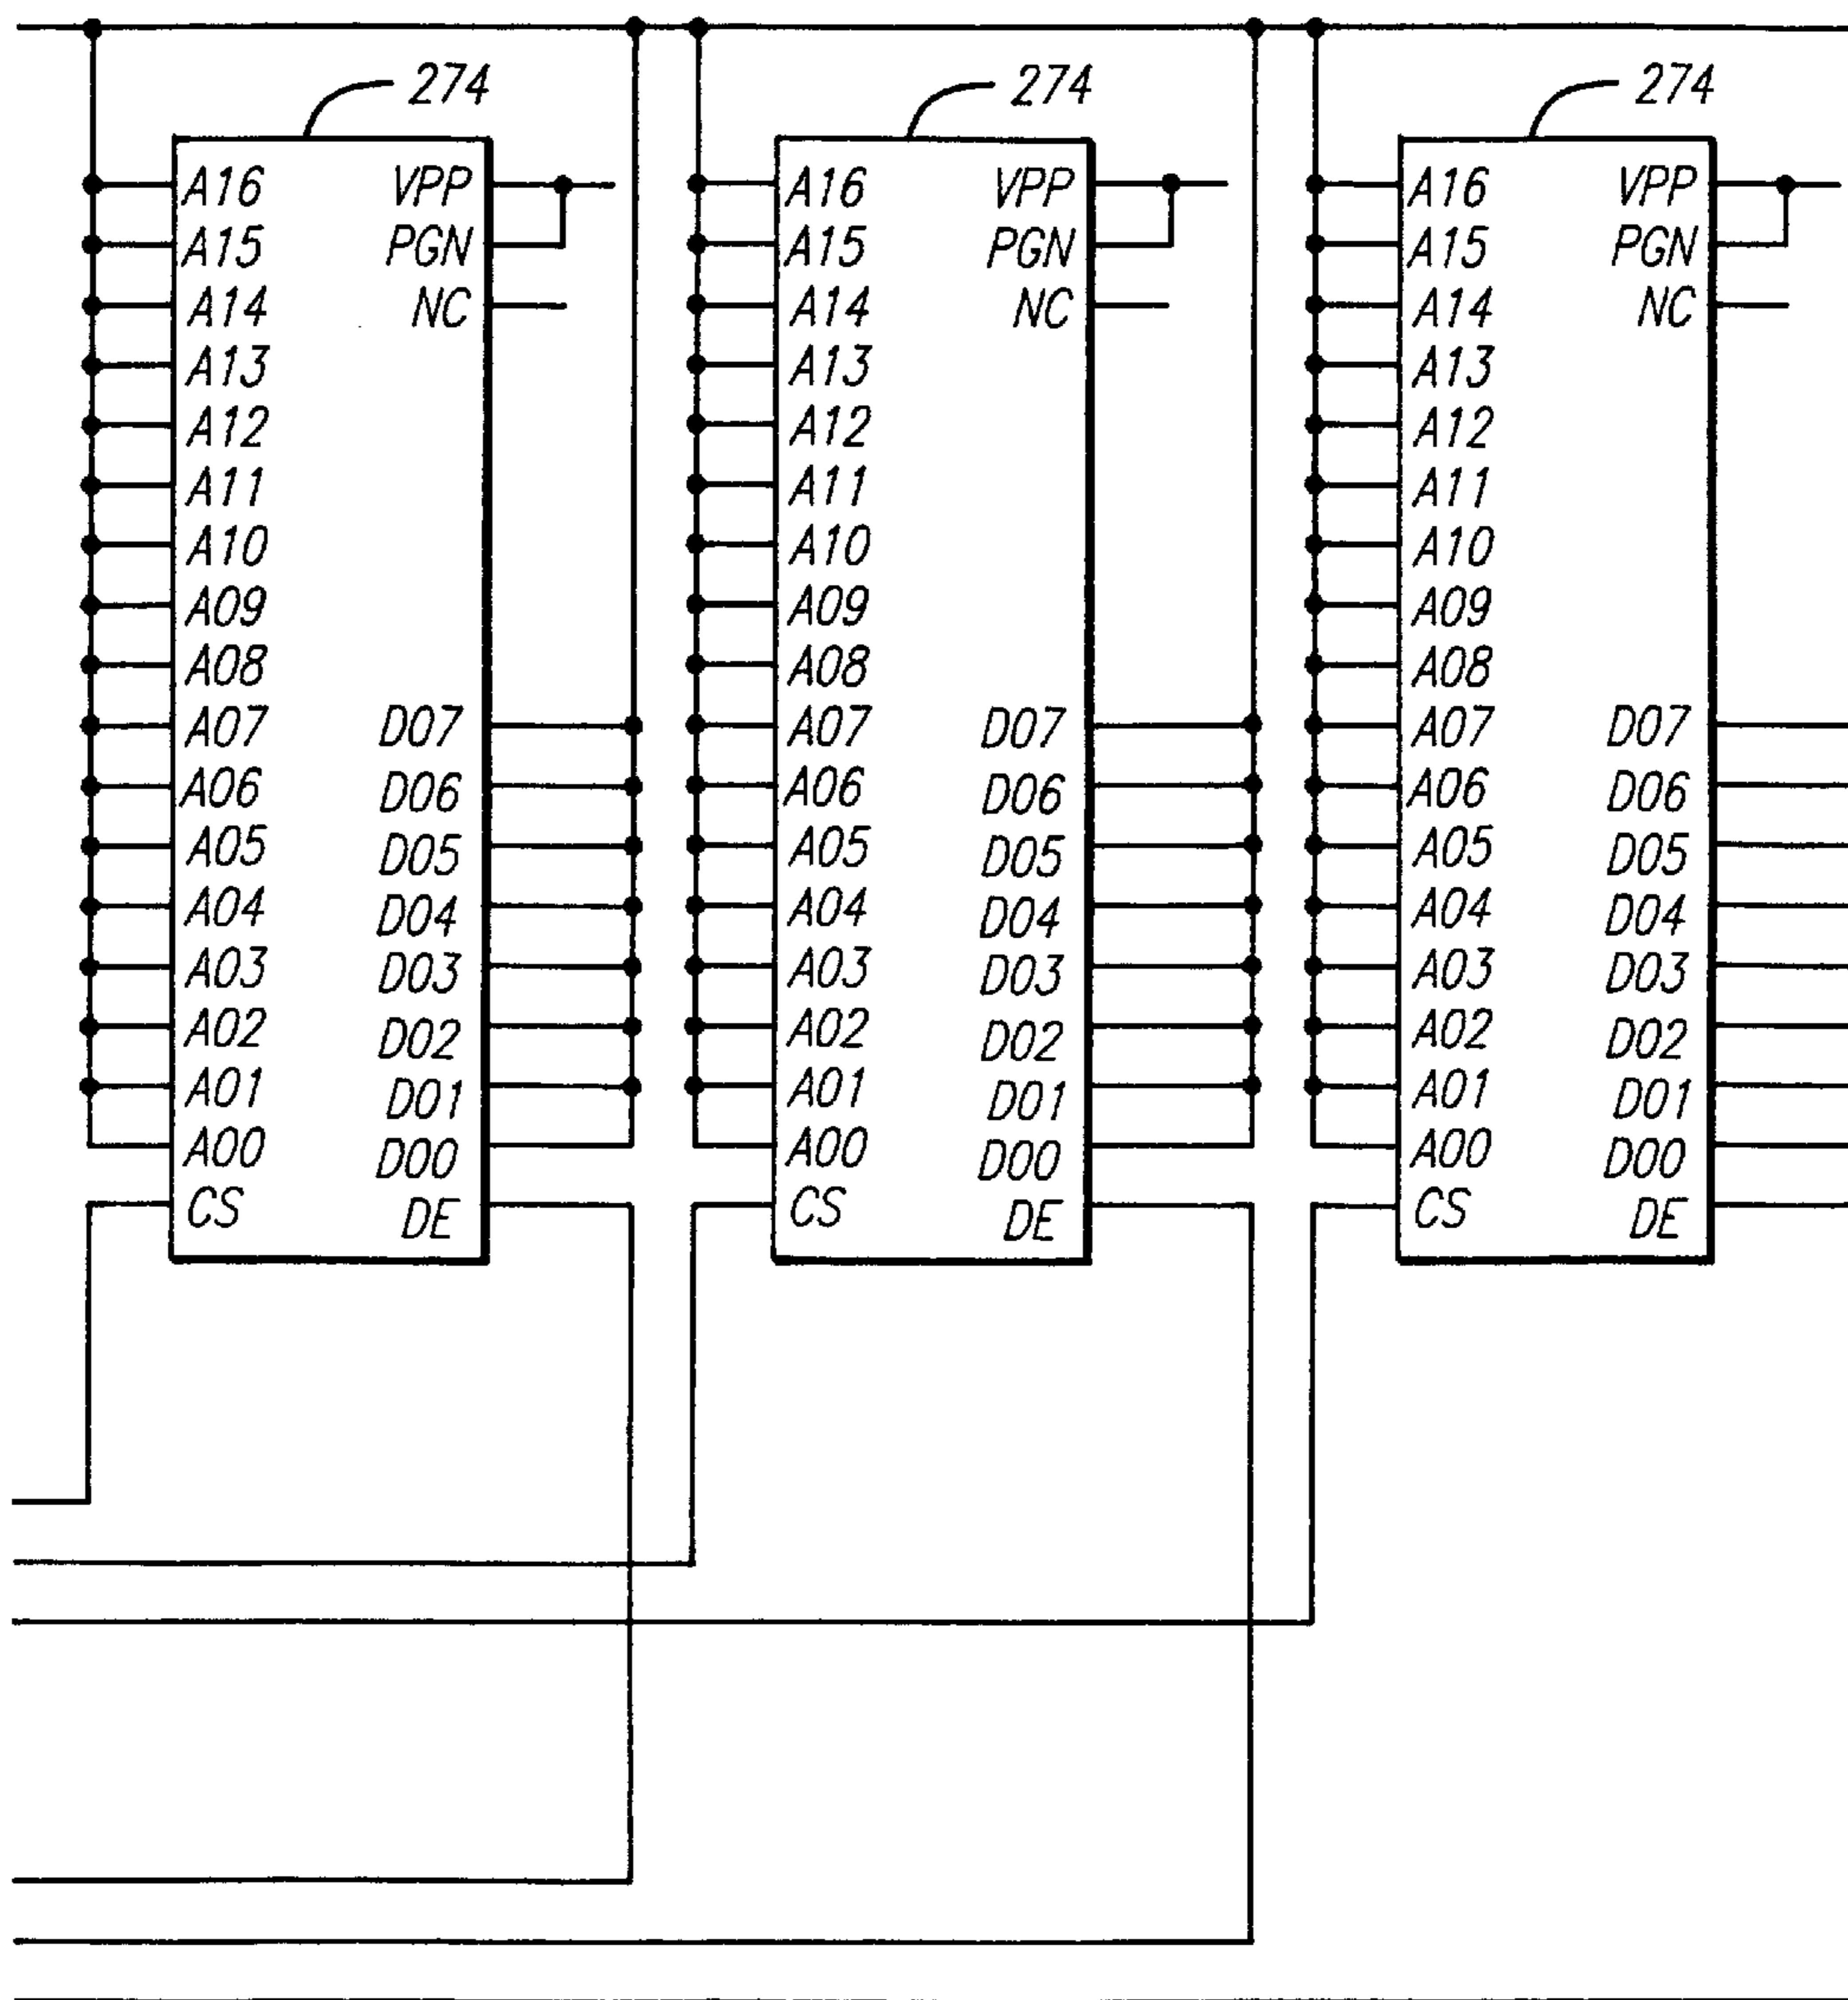 274 274 274
A16 VPP A16 VPP A16 VPP
A15 PGN A15 PGN A15 PGN
A14 NC A14 NC A14 NC
A13 A13 A13
A12 A12 A12
A11 A11 A11
A10 A10 A10
A09 A09 A09
A08 A08 A08
A07 D07 A07 D07 A07 D07
A06 D06 A06 D06 A06 D06
A05 D05 A05 D05 A05 D05
A04 D04 A04 D04 A04 D04
A03 D03 A03 D03 A03 D03
A02 D02 A02 D02 A02 D02
A01 D01 A01 D01 A01 D01
A00 D00 A00 D00 A00 D00
CS DE CS DE CS DE